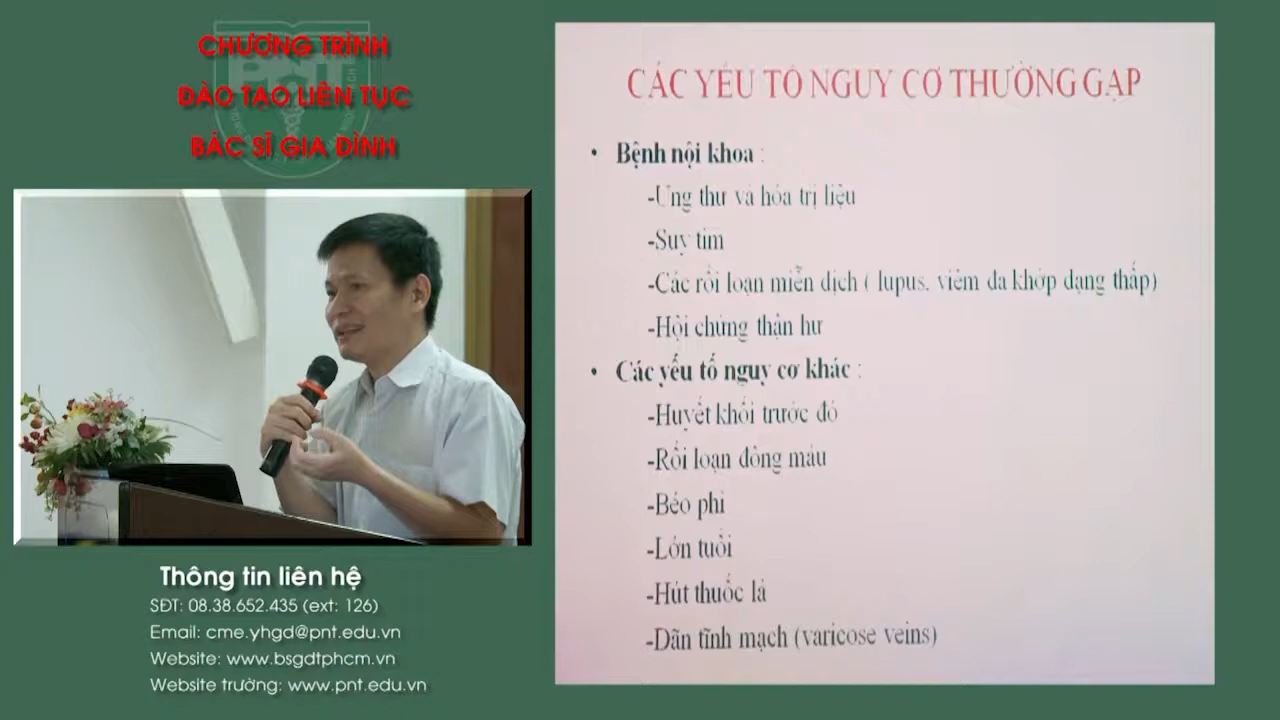 CHƯƠNG TRÌNH
ĐÀO TẠO LIÊN TỤC
BÁC SĨ GIA ĐÌNH
PNT
Thông tin liên hệ
SĐT: 08.38.652.435 (ext: 126)
Email: cme.yhgd@pnt.edu.vn
Website: www.bsgdtphcm.vn
Website trường: www.pnt.edu.vn
CÁC YẾU TỐ NGUY CƠ THƯỜNG GẶP
• Bệnh nội khoa :
-Ung thư và hóa trị liệu
-Suy tim
-Các rối loạn miễn dịch ( lupus, viêm đa khớp dạng thấp)
-Hội chứng thận hư
• Các yếu tố nguy cơ khác :
-Huyết khối trước đó
-Rối loạn đông máu
-Béo phì
-Lớn tuổi
-Hút thuốc lá
-Dãn tĩnh mạch (varicose veins)